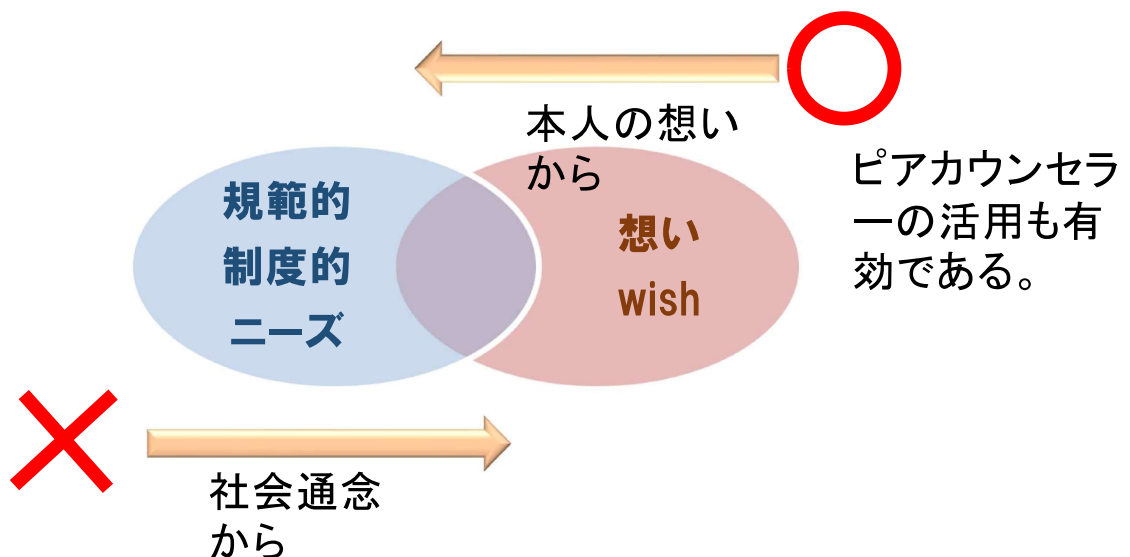 本人の想い
から
ピアカウンセラ
ーの活用も有
効である。
規範的
制度的
ニーズ
想い
wish
社会通念
から